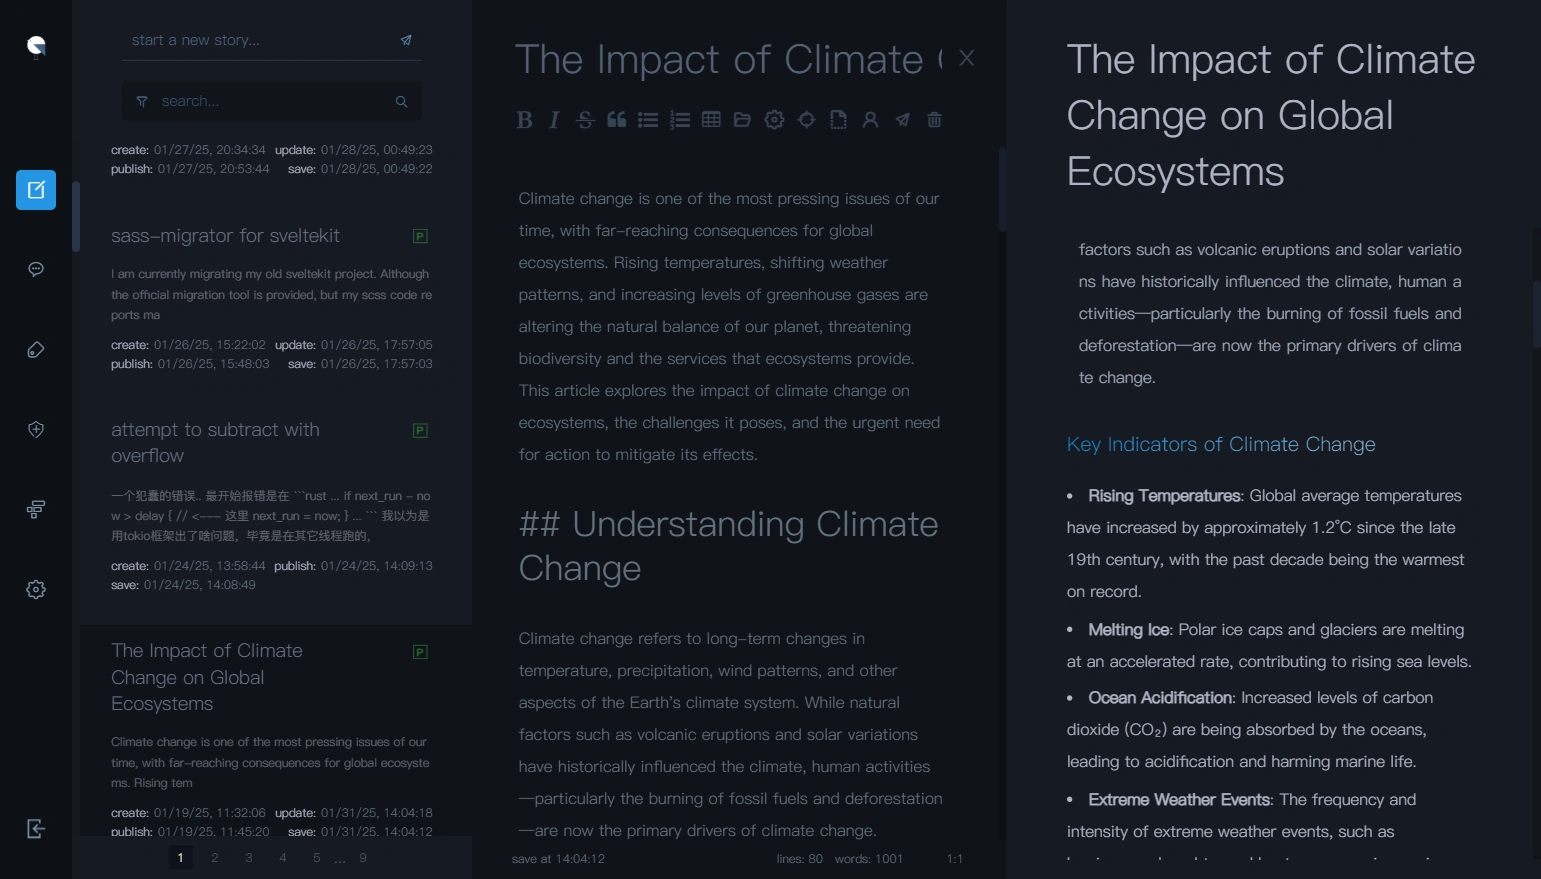 start a new story...
search...
create: 01/27/25, 20:34:34 update: 01/28/25, 00:49:23
publish: 01/27/25, 20:53:44 save: 01/28/25, 00:49:22
sass-migrator for sveltekit
P
I am currently migrating my old sveltekit project. Although
the official migration tool is provided, but my scss code re
ports ma
create: 01/26/25, 15:22:02 update: 01/26/25, 17:57:05
publish: 01/26/25, 15:48:03 save: 01/26/25, 17:57:03
attempt to subtract with
overflow
P
一个犯蠢的错误.. 最开始报错是在 ```rust ... if next_run - no
w > delay { // <--- 这里 next_run = now; } ... ``` 我以为是
用tokio框架出了啥问题，毕竟是在其它线程跑的，
create: 01/24/25, 13:58:44 publish: 01/24/25, 14:09:13
save: 01/24/25, 14:08:49
The Impact of Climate
Change on Global
Ecosystems
P
Climate change is one of the most pressing issues of our
time, with far-reaching consequences for global ecosyste
ms. Rising tem
create: 01/19/25, 11:32:06 update: 01/31/25, 14:04:18
publish: 01/19/25, 11:45:20 save: 01/31/25, 14:04:12
1 2 3 4 5 ... 9
The Impact of Climate
B I S
Climate change is one of the most pressing issues of our
time, with far-reaching consequences for global
ecosystems. Rising temperatures, shifting weather
patterns, and increasing levels of greenhouse gases are
altering the natural balance of our planet, threatening
biodiversity and the services that ecosystems provide.
This article explores the impact of climate change on
ecosystems, the challenges it poses, and the urgent need
for action to mitigate its effects.
## Understanding Climate
Change
Climate change refers to long-term changes in
temperature, precipitation, wind patterns, and other
aspects of the Earth's climate system. While natural
factors such as volcanic eruptions and solar variations
have historically influenced the climate, human activities
—particularly the burning of fossil fuels and deforestation
—are now the primary drivers of climate change.
save at 14:04:12 lines: 80 words: 1001 1:1
The Impact of Climate
Change on Global
Ecosystems
factors such as volcanic eruptions and solar variatio
ns have historically influenced the climate, human a
ctivities—particularly the burning of fossil fuels and
deforestation—are now the primary drivers of clima
te change.
Key Indicators of Climate Change
• Rising Temperatures: Global average temperatures
have increased by approximately 1.2°C since the late
19th century, with the past decade being the warmest
on record.
• Melting Ice: Polar ice caps and glaciers are melting
at an accelerated rate, contributing to rising sea levels.
• Ocean Acidification: Increased levels of carbon
dioxide (CO₂) are being absorbed by the oceans,
leading to acidification and harming marine life.
• Extreme Weather Events: The frequency and
intensity of extreme weather events, such as